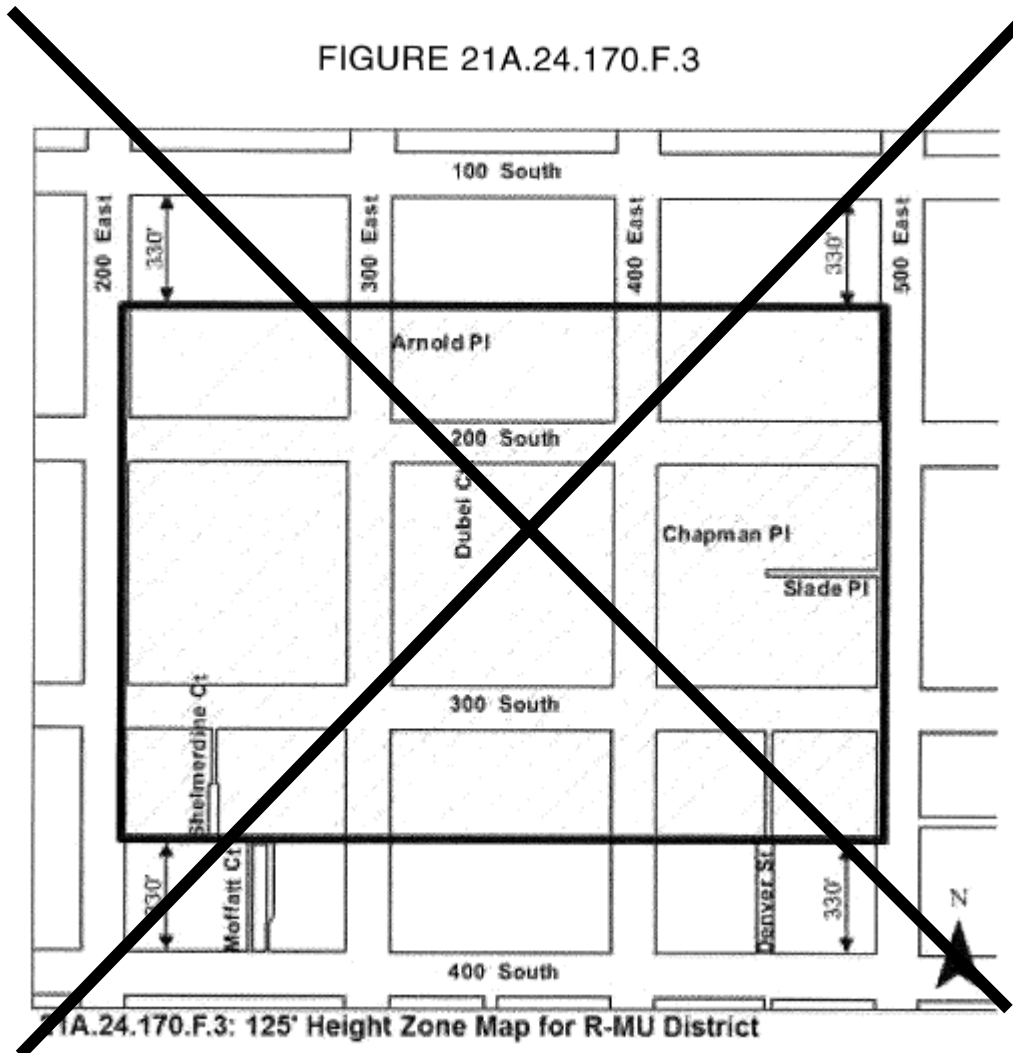 FIGURE 21A.24.170.F.3
100 South
200 East
330'
300 East
400 East
330'
500 East
Arnold Pl
200 South
Dubei Ct
Chapman Pl
Slade Pl
300 South
Shelmerdine Ct
330'
Moffatt Ct
Denver St
330'
N
400 South
21A.24.170.F.3: 125' Height Zone Map for R-MU District